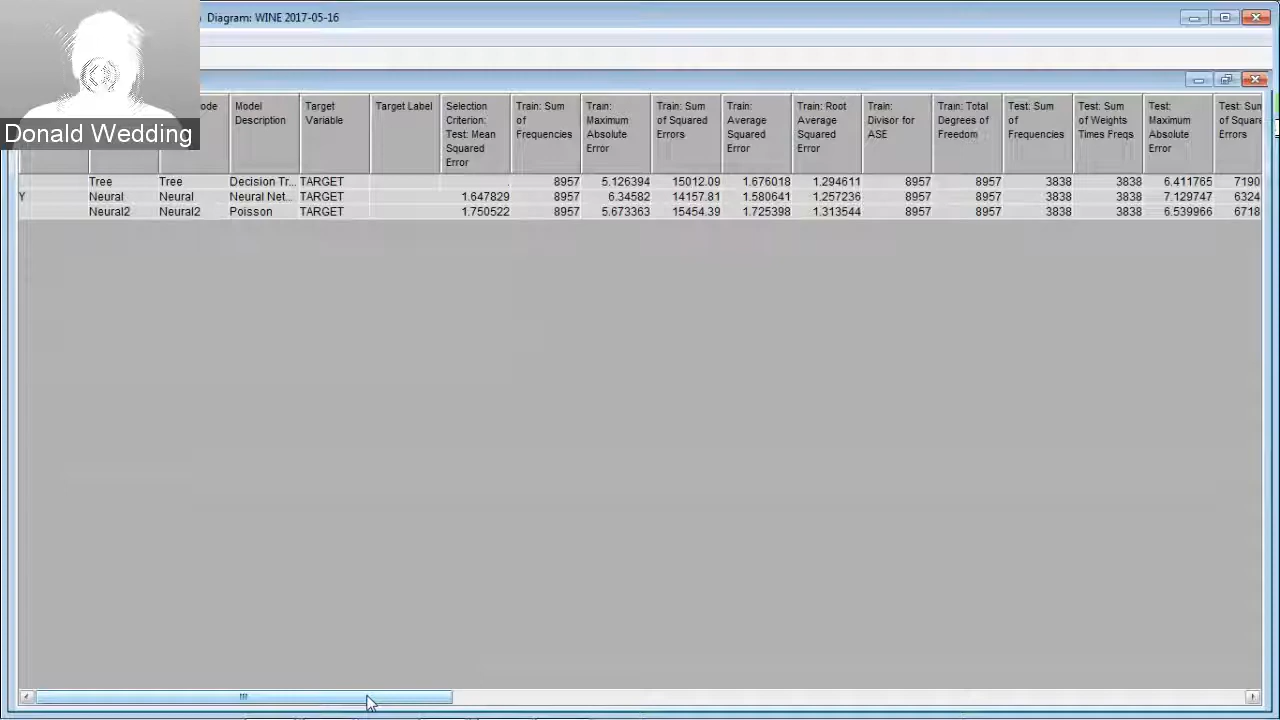 Diagram: WINE 2017-05-16
Donald Wedding
ode
Model Description
Target Variable
Target Label
Selection Criterion: Test: Mean Squared Error
Train: Sum of Frequencies
Train: Maximum Absolute Error
Train: Sum of Squared Errors
Train: Average Squared Error
Train: Root Average Squared Error
Train: Divisor for ASE
Train: Total Degrees of Freedom
Test: Sum of Frequencies
Test: Sum of Weights Times Freqs
Test: Maximum Absolute Error
Test: Sum of Square Errors
Tree Tree Decision Tr... TARGET . 8957 5.126394 15012.09 1.676018 1.294611 8957 8957 3838 3838 6.411765 7190
Y Neural Neural Neural Net... TARGET 1.647829 8957 6.34582 14157.81 1.580641 1.257236 8957 8957 3838 3838 7.129747 6324
Neural2 Neural2 Poisson TARGET 1.750522 8957 5.673363 15454.39 1.725398 1.313544 8957 8957 3838 3838 6.539966 6718